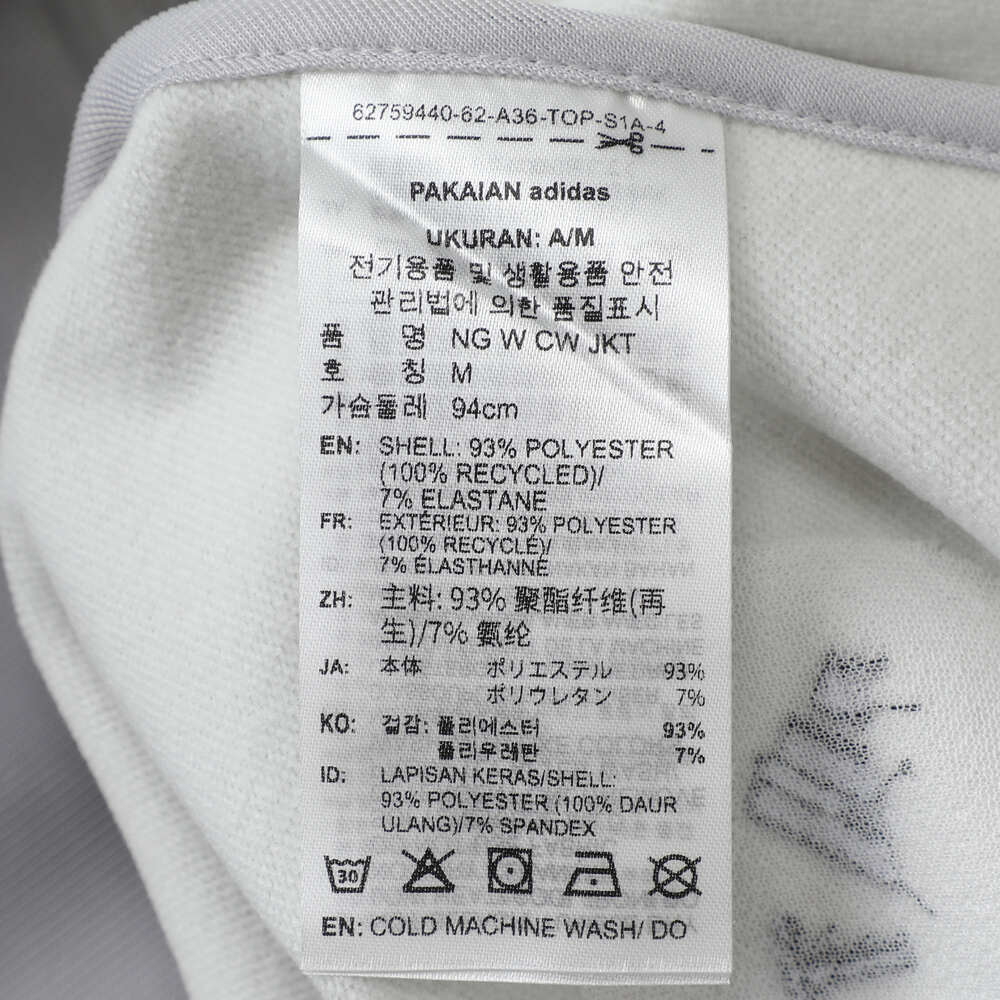 62759440-62-A36-TOP-S1A-4
PAKAIAN adidas
UKURAN: A/M
전기용품 및 생활용품 안전
관리법에 의한 품질표시
품 명 NG W CW JKT
호 칭 M
가슴둘레 94cm
EN: SHELL: 93% POLYESTER
(100% RECYCLED)/
7% ELASTANE
FR: EXTÉRIEUR: 93% POLYESTER
(100% RECYCLÉ)/
7% ÉLASTHANNE
ZH: 主料: 93% 聚酯纤维(再
生)/7% 氨纶
JA: 本体 ポリエステル 93%
ポリウレタン 7%
KO: 겉감: 폴리에스터 93%
폴리우레탄 7%
ID: LAPISAN KERAS/SHELL:
93% POLYESTER (100% DAUR
ULANG)/7% SPANDEX
30
EN: COLD MACHINE WASH/ DO